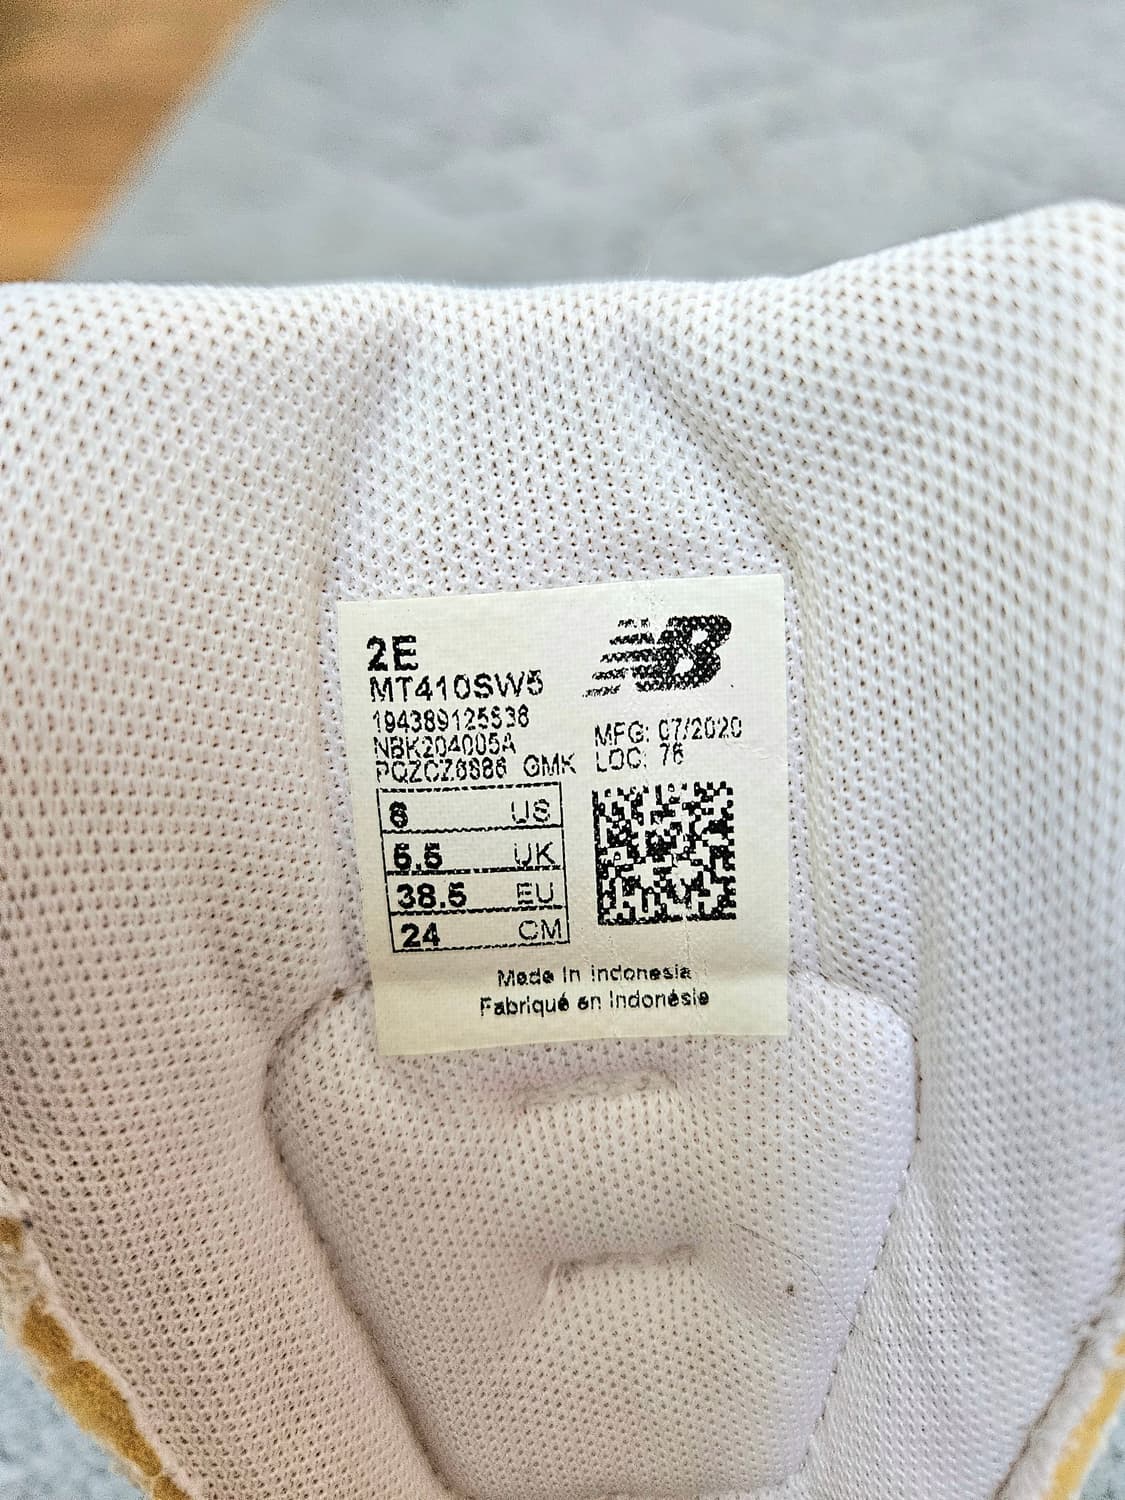 2E
NB
MT410SW5
194389125538
NBK204005A
PQZCZ6886 GMK
MFG: 07/2020
LOC: 76
6 US
5.5 UK
38.5 EU
24 CM
Made In Indonesia
Fabriqué en Indonésie